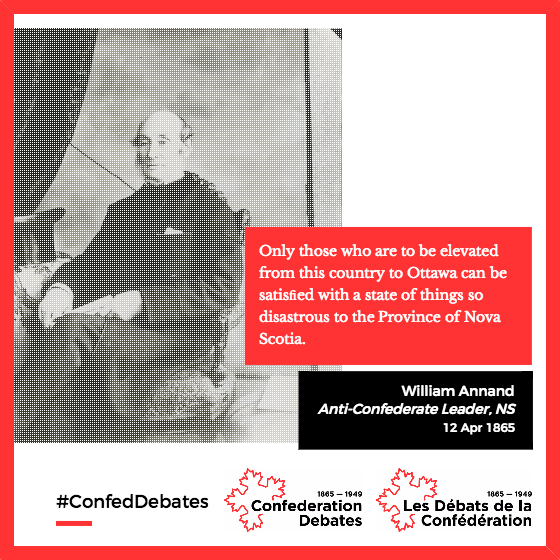 Only those who are to be elevated
from this country to Ottawa can be
satisfied with a state of things so
disastrous to the Province of Nova
Scotia.
William Annand
Anti-Confederate Leader, NS
12 Apr 1865
#ConfedDebates
1865 — 1949
Confederation
Debates
1865 — 1949
Les Débats de la
Confédération